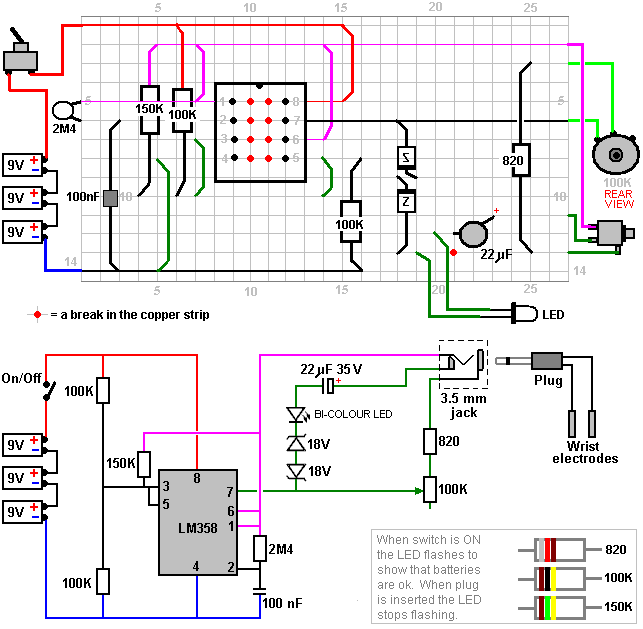 5 10 15 20 25
2M4
150K
100K
5
4 8
1 7
2 6
3 5
4 5
9V + −
9V + −
9V + −
100nF
18
100K
Z
Z
820
8
100K
REAR
VIEW
18
+
22µF
14
14
5 10 15 20 25
LED
= a break in the copper strip
On/Off
100K
9V + −
9V + −
9V + −
150K
100K
3
5
8
LM358
4
7
6
1
2
2M4
100 nF
22µF 35V
+
BI-COLOUR LED
18V
18V
3.5 mm
jack
820
100K
Plug
Wrist
electrodes
When switch is ON
the LED flashes to
show that batteries
are ok. When plug
is inserted the LED
stops flashing.
820
100K
150K